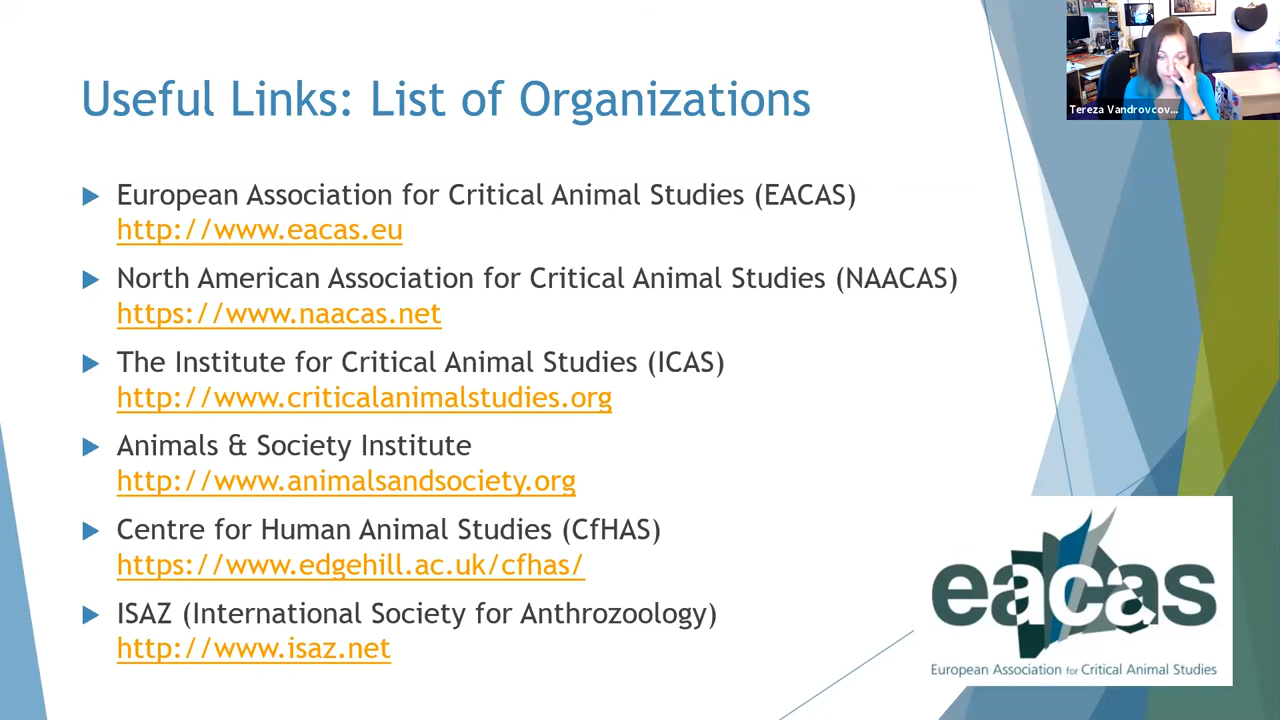 Useful Links: List of Organizations
Tereza Vandrovcov...
European Association for Critical Animal Studies (EACAS)
http://www.eacas.eu
North American Association for Critical Animal Studies (NAACAS)
https://www.naacas.net
The Institute for Critical Animal Studies (ICAS)
http://www.criticalanimalstudies.org
Animals & Society Institute
http://www.animalsandsociety.org
Centre for Human Animal Studies (CfHAS)
https://www.edgehill.ac.uk/cfhas/
ISAZ (International Society for Anthrozoology)
http://www.isaz.net
eacas
European Association for Critical Animal Studies